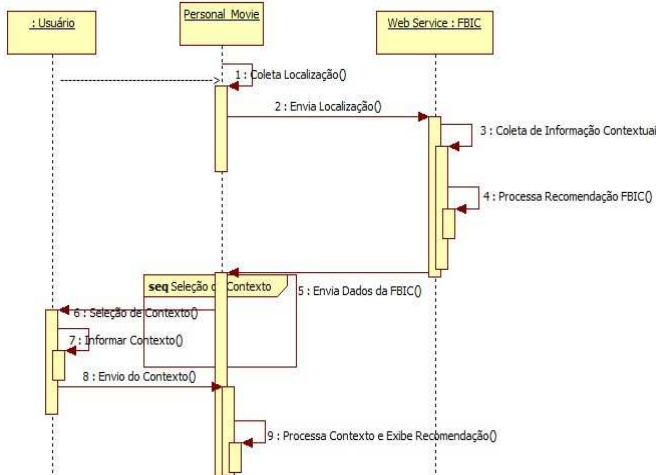 : Usuário
Personal Movie
Web Service : FBIC
1 : Coleta Localização()
2 : Envia Localização()
3 : Coleta de Informação Contextuai
4 : Processa Recomendação FBIC()
seq Seleção de Contexto
5 : Envia Dados da FBIC()
6 : Seleção de Contexto()
7 : Informar Contexto()
8 : Envio do Contexto()
9 : Processa Contexto e Exibe Recomendação()